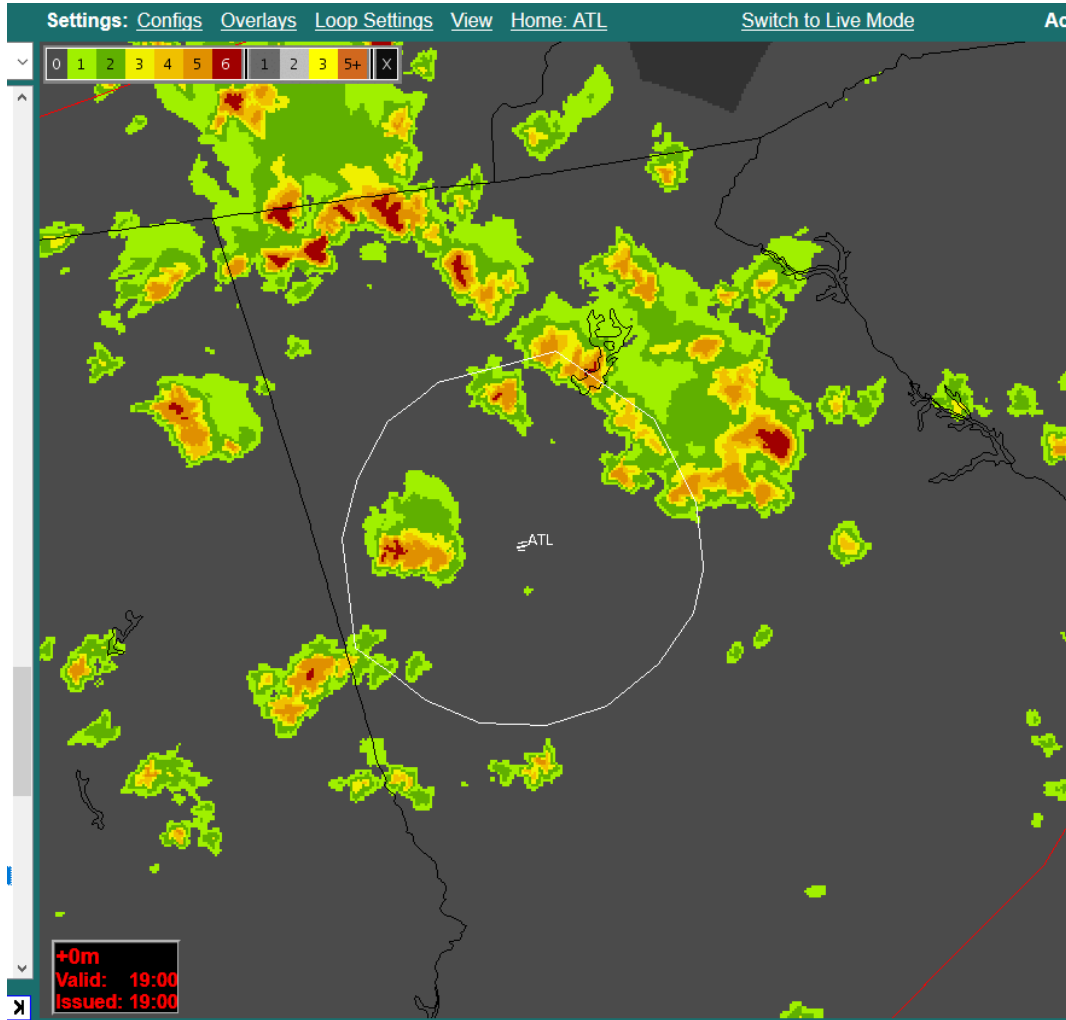 Settings: Configs Overlays Loop Settings View Home: ATL Switch to Live Mode
0 1 2 3 4 5 6 1 2 3 5+ X
ATL
+0m
Valid: 19:00
Issued: 19:00